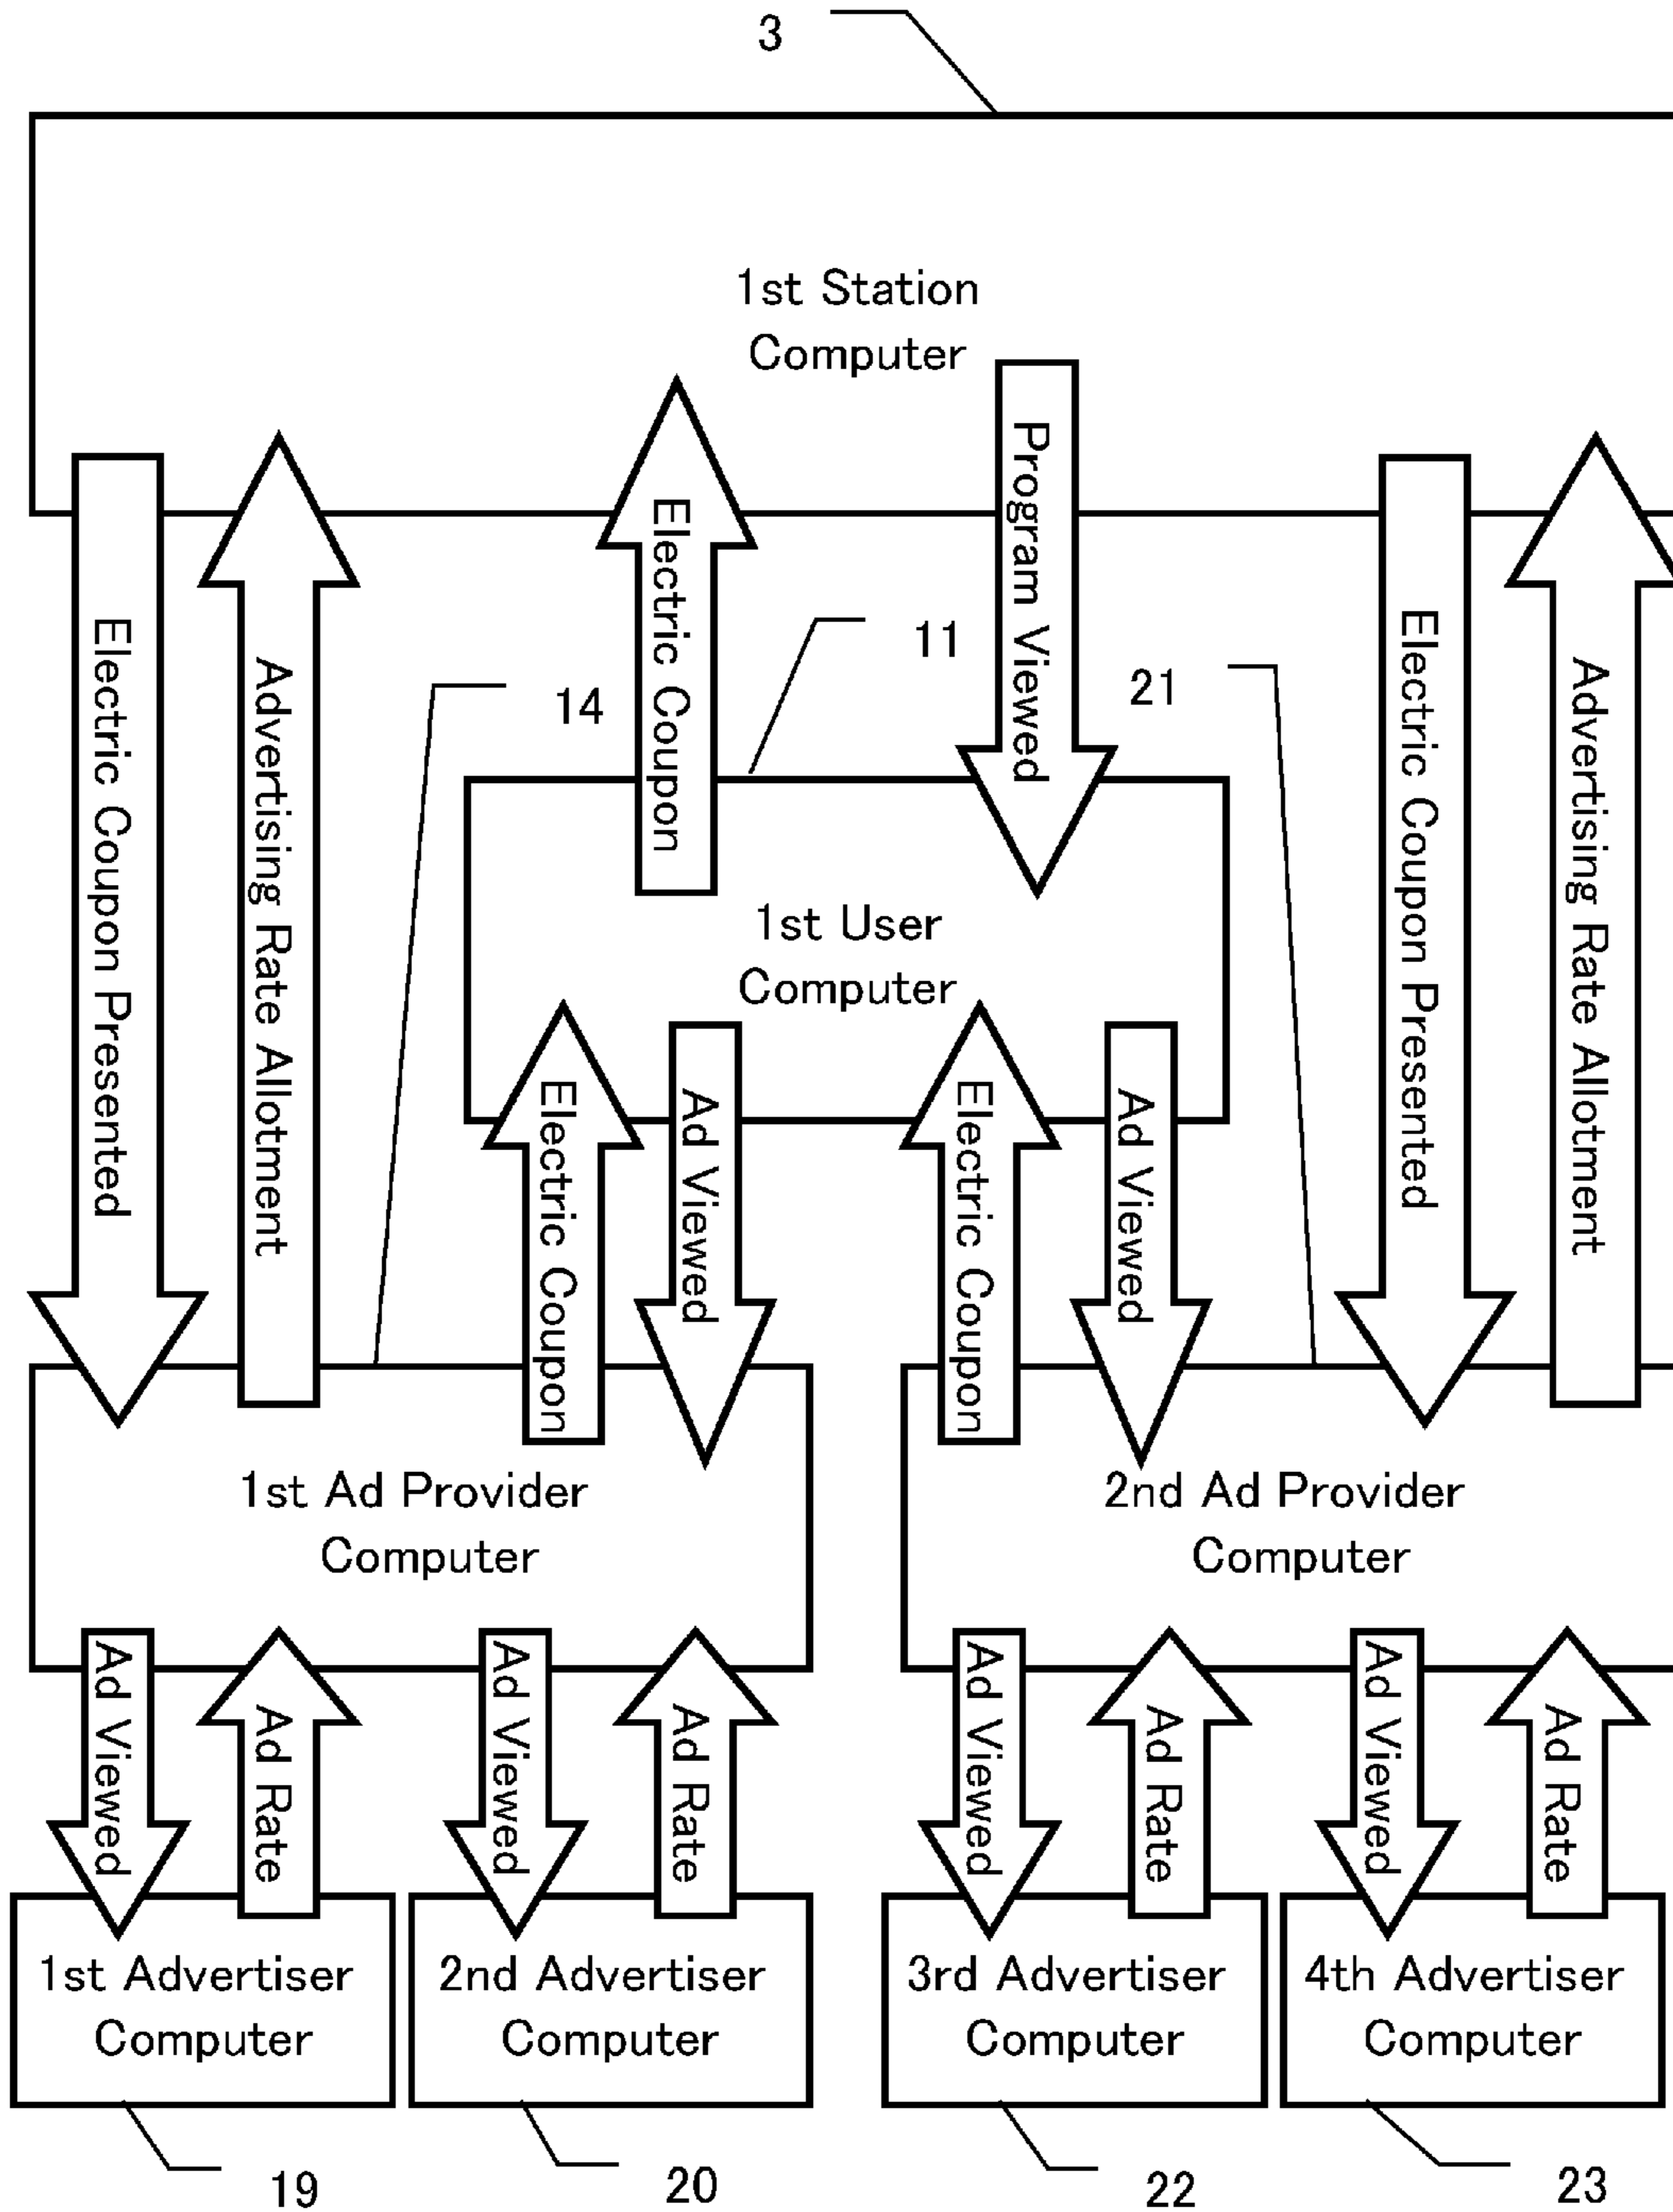 3
1st Station
Computer
Electric Coupon Presented
Advertising Rate Allotment
Electric Coupon
Program Viewed
Electric Coupon Presented
Advertising Rate Allotment
14
11
21
1st User
Computer
Electric Coupon
Ad Viewed
Electric Coupon
Ad Viewed
1st Ad Provider
Computer
2nd Ad Provider
Computer
Ad Viewed
Ad Rate
Ad Viewed
Ad Rate
Ad Viewed
Ad Rate
Ad Viewed
Ad Rate
1st Advertiser
Computer
2nd Advertiser
Computer
3rd Advertiser
Computer
4th Advertiser
Computer
19
20
22
23